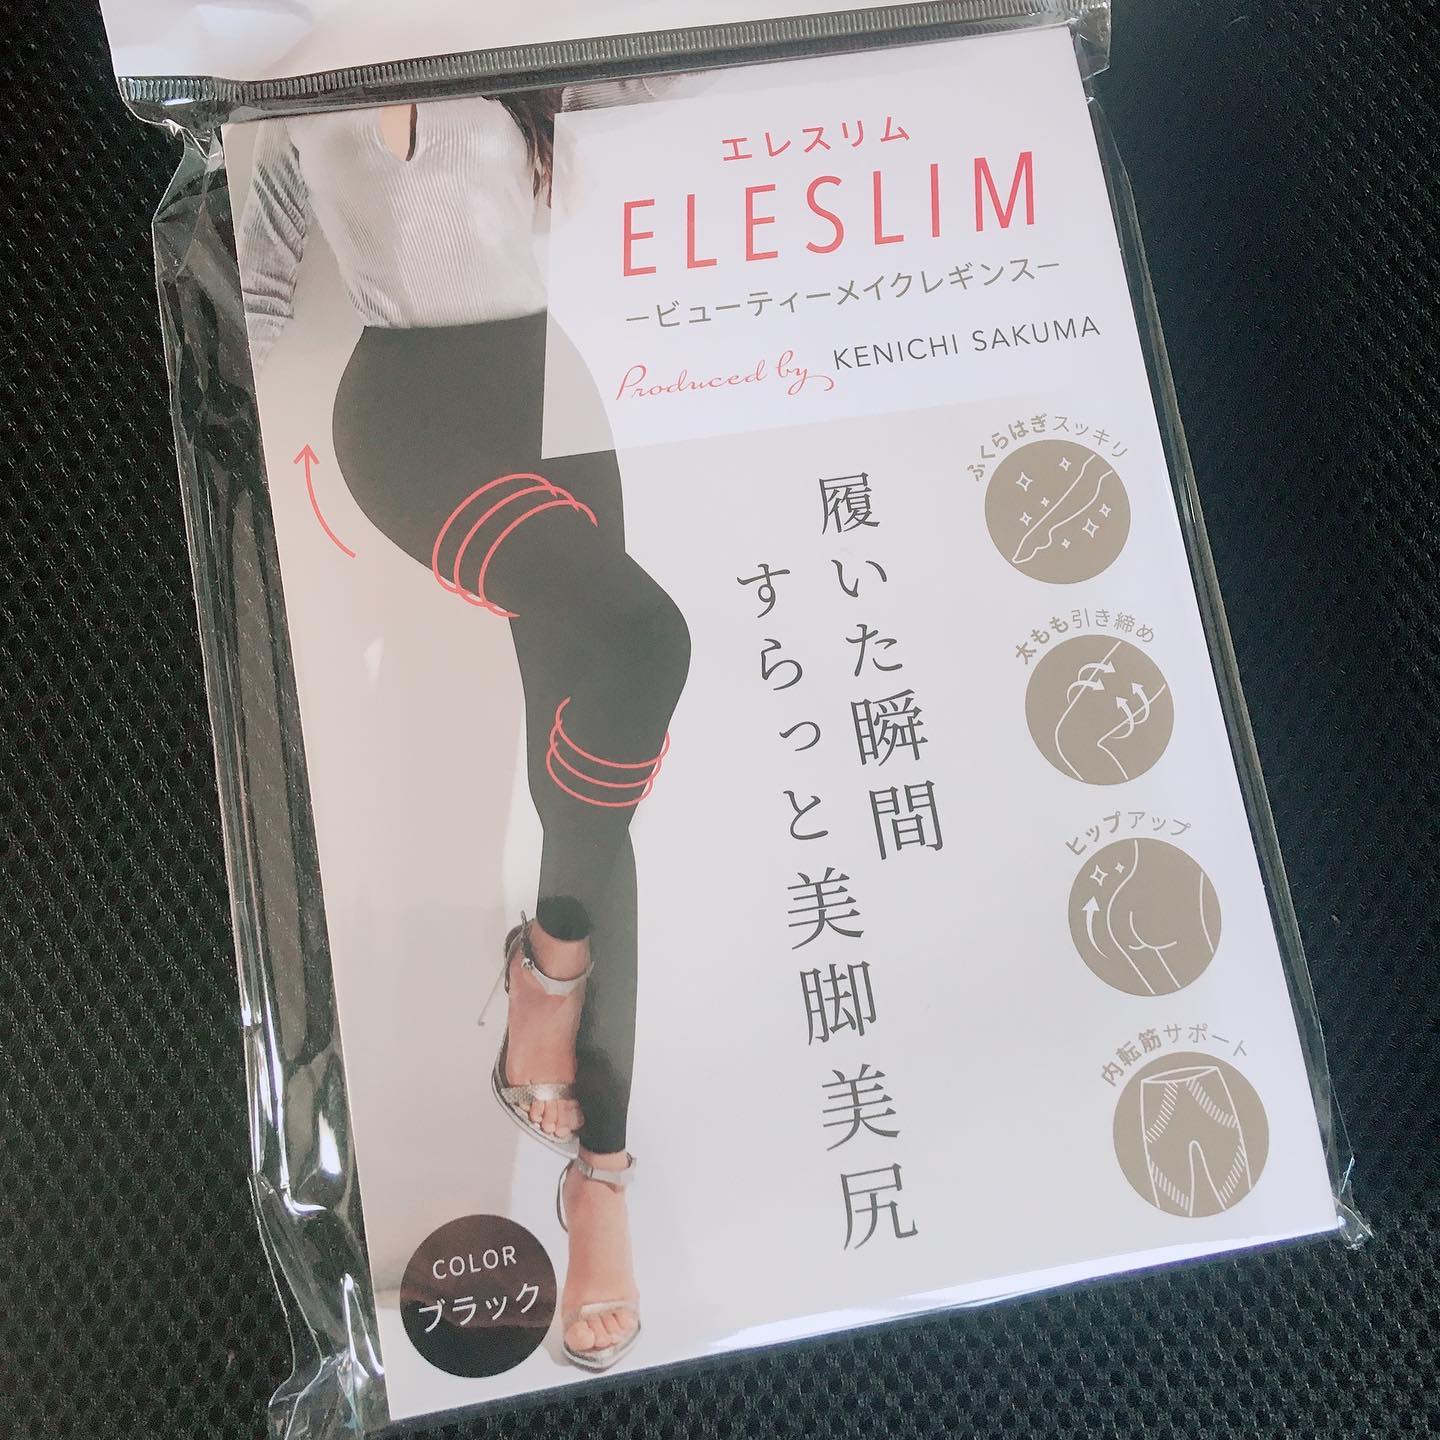 エレスリム
ELESLIM
ービューティーメイクレギンスー
Produced by KENICHI SAKUMA
履いた瞬間
すらっと美脚美尻
ふくらはぎスッキリ
太もも引き締め
ヒップアップ
内転筋サポート
COLOR
ブラック